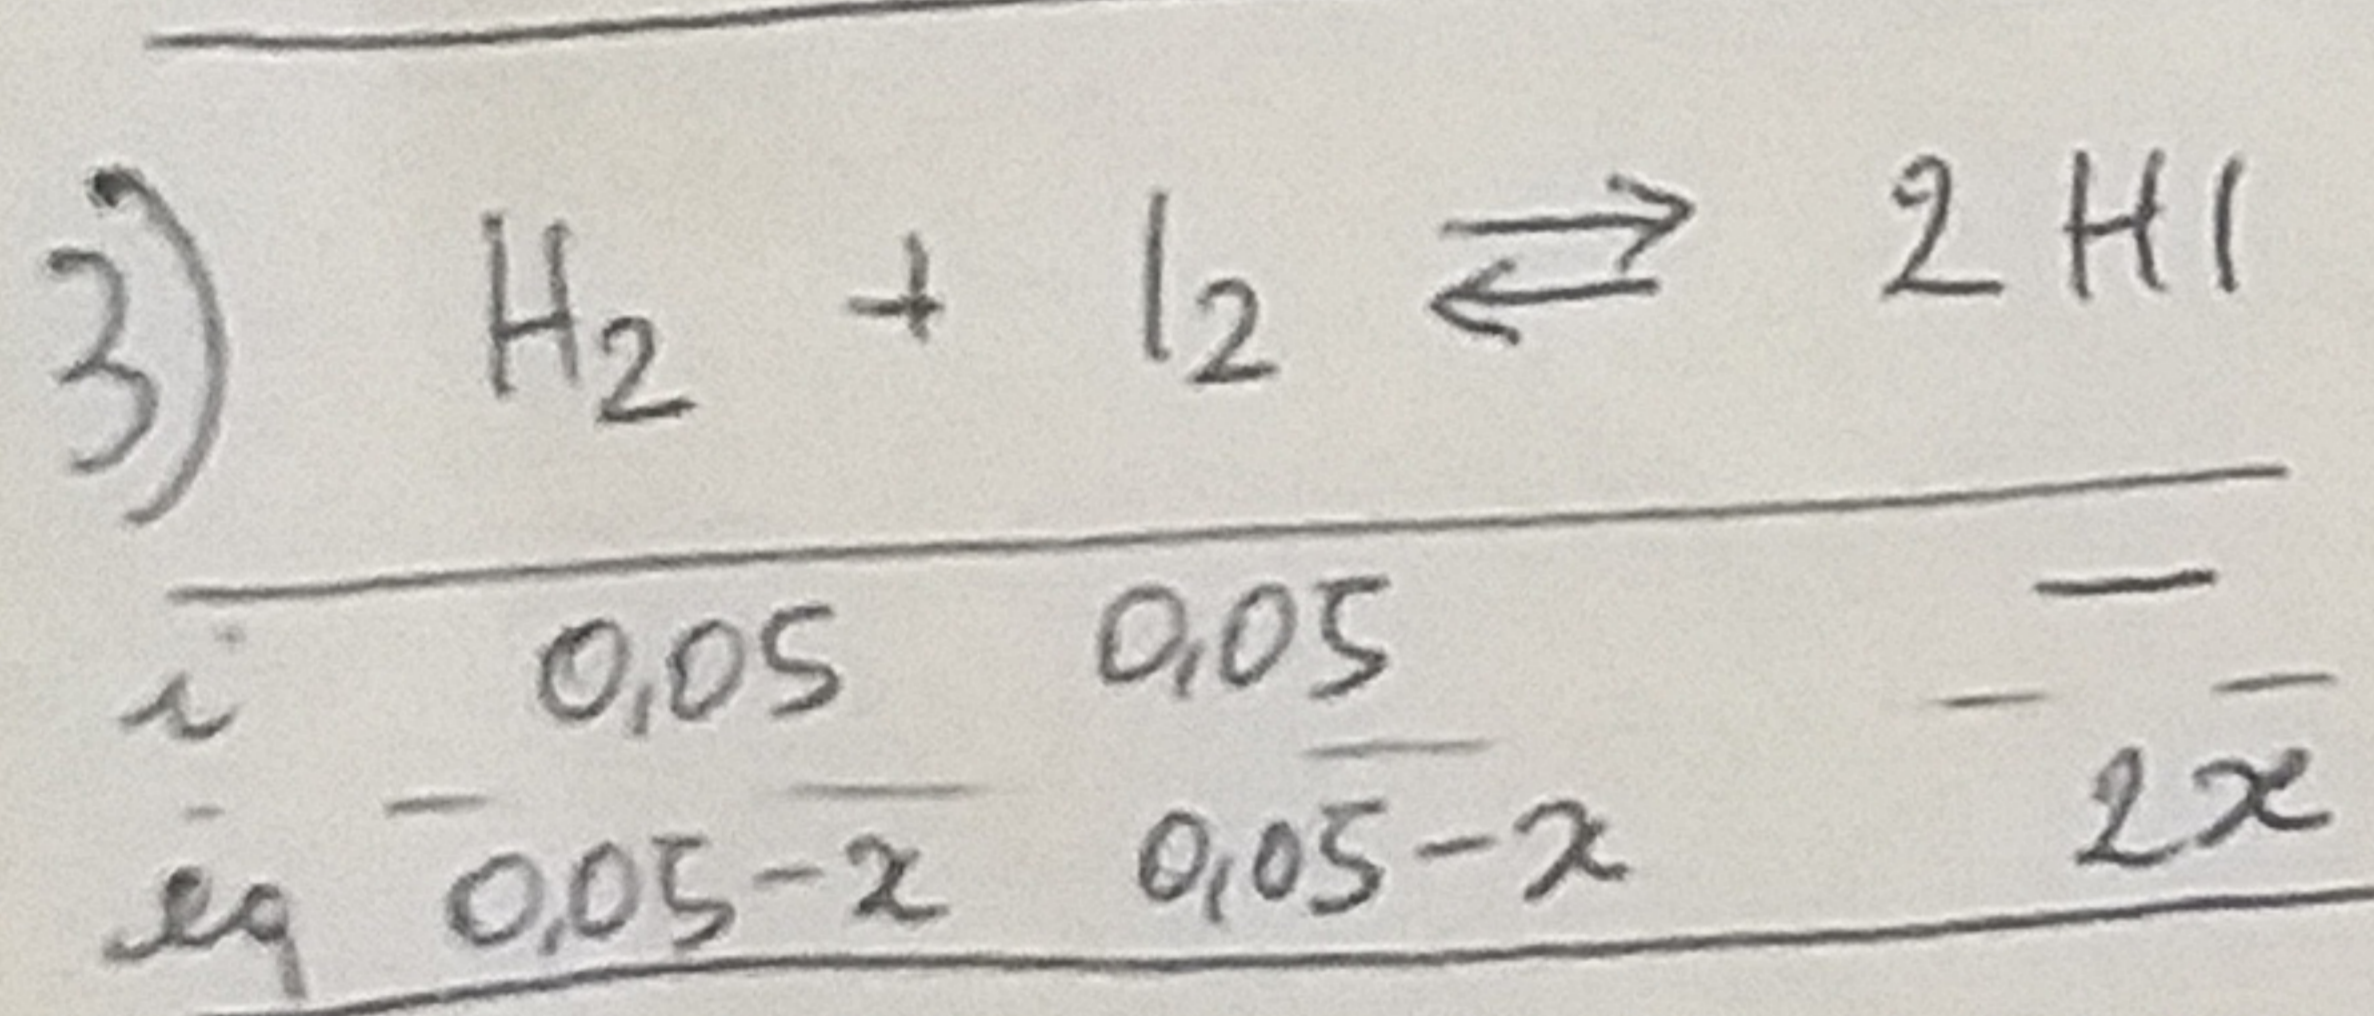 3) H₂ + I₂ ⇄ 2 HI
i 0,05 0,05 —
eq 0,05-x 0,05-x 2x